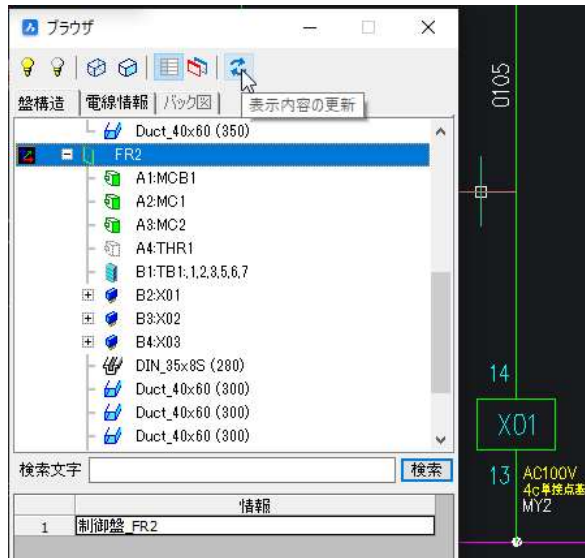 ブラウザ
盤構造 電線情報 バック図
表示内容の更新
Duct_40x60 (350)
FR2
A1:MCB1
A2:MC1
A3:MC2
A4:THR1
B1:TB1:,1,2,3,5,6,7
B2:X01
B3:X02
B4:X03
DIN_35x8S (280)
Duct_40x60 (300)
Duct_40x60 (300)
Duct_40x60 (300)
検索文字 検索
情報
1 制御盤_FR2
0105
14
X01
13 AC100V
4c単接点基
MY2